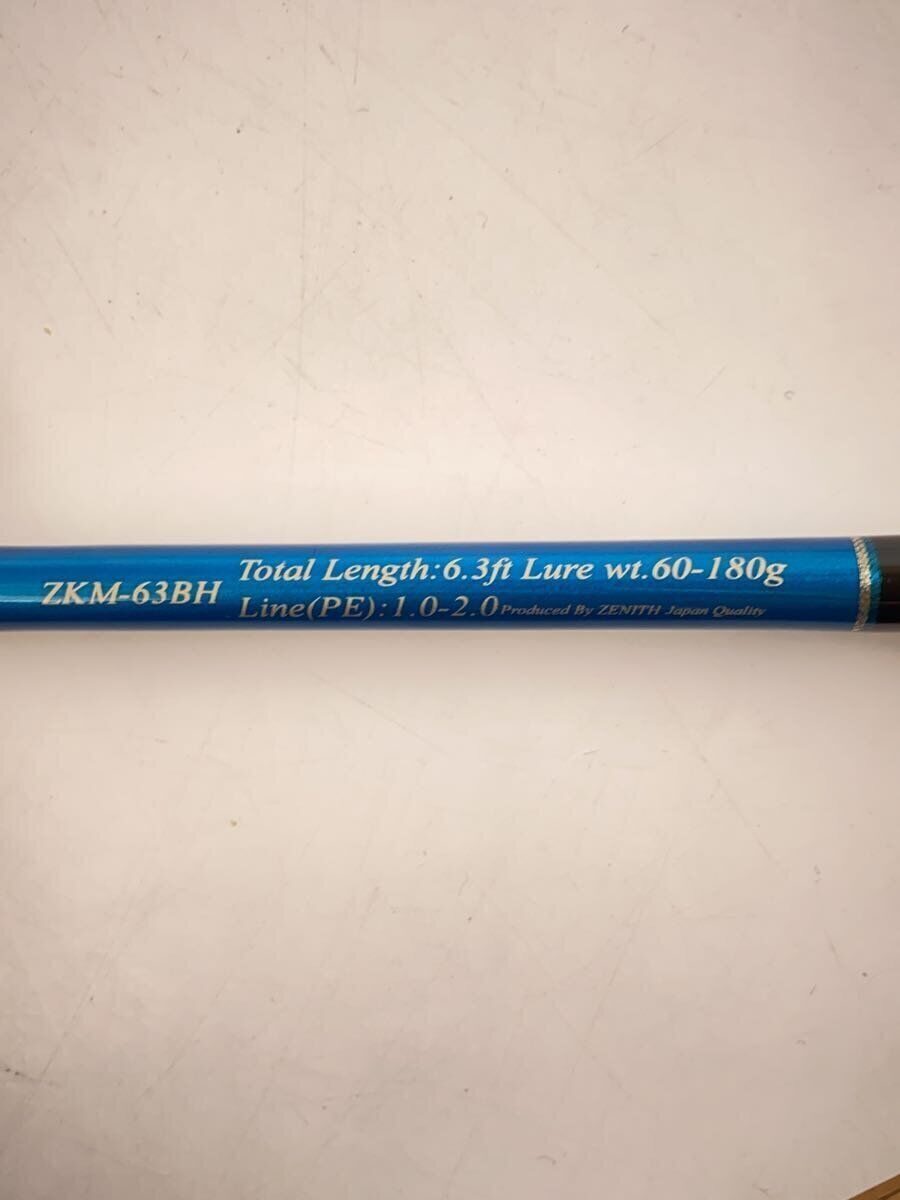 ZKM-63BH
Total Length:6.3ft Lure wt.60-180g
Line(PE):1.0-2.0 Produced By ZENITH Japan Quality